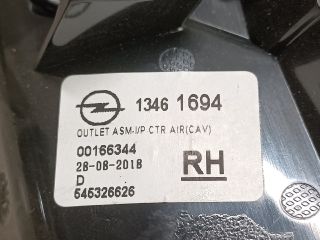 1346 1694
OUTLET ASM-I/P CTR AIR(CAV)
00166344
28-08-2018
D
RH
545326626